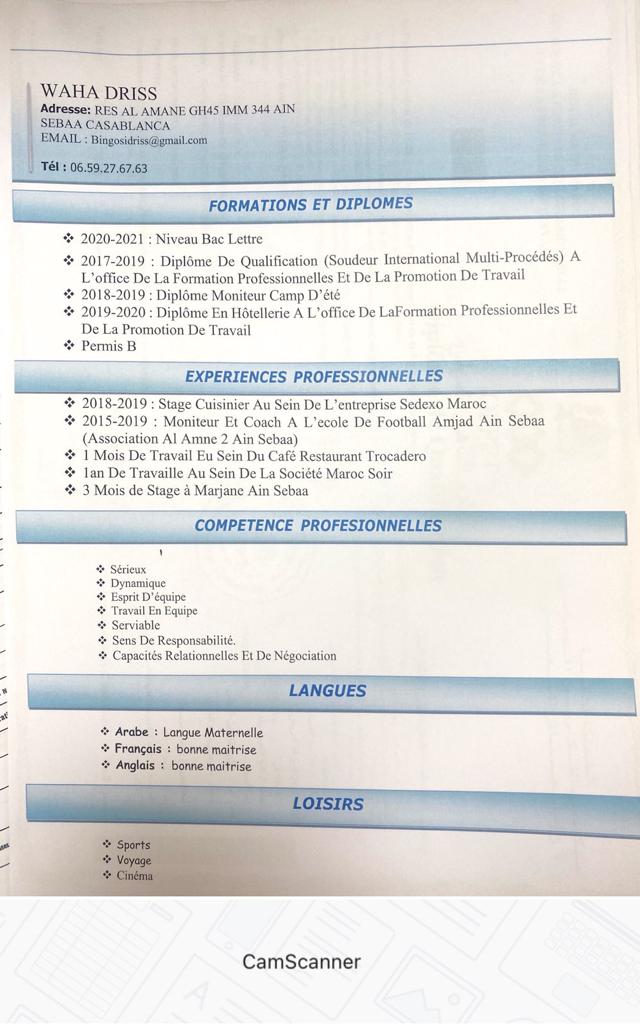 WAHA DRISS
Adresse: RES AL AMANE GH45 IMM 344 AIN
SEBAA CASABLANCA
EMAIL : Bingosidriss@gmail.com
Tél : 06.59.27.67.63
FORMATIONS ET DIPLOMES
❖ 2020-2021 : Niveau Bac Lettre
❖ 2017-2019 : Diplôme De Qualification (Soudeur International Multi-Procédés) A
L'office De La Formation Professionnelles Et De La Promotion De Travail
❖ 2018-2019 : Diplôme Moniteur Camp D'été
❖ 2019-2020 : Diplôme En Hôtellerie A L'office De LaFormation Professionnelles Et
De La Promotion De Travail
❖ Permis B
EXPERIENCES PROFESSIONNELLES
❖ 2018-2019 : Stage Cuisinier Au Sein De L'entreprise Sedexo Maroc
❖ 2015-2019 : Moniteur Et Coach A L'ecole De Football Amjad Ain Sebaa
(Association Al Amne 2 Ain Sebaa)
❖ 1 Mois De Travail Eu Sein Du Café Restaurant Trocadero
❖ 1an De Travaille Au Sein De La Société Maroc Soir
❖ 3 Mois de Stage à Marjane Ain Sebaa
COMPETENCE PROFESIONNELLES
❖ Sérieux
❖ Dynamique
❖ Esprit D'équipe
❖ Travail En Equipe
❖ Serviable
❖ Sens De Responsabilité.
❖ Capacités Relationnelles Et De Négociation
LANGUES
❖ Arabe : Langue Maternelle
❖ Français : bonne maitrise
❖ Anglais : bonne maitrise
LOISIRS
❖ Sports
❖ Voyage
❖ Cinéma
CamScanner